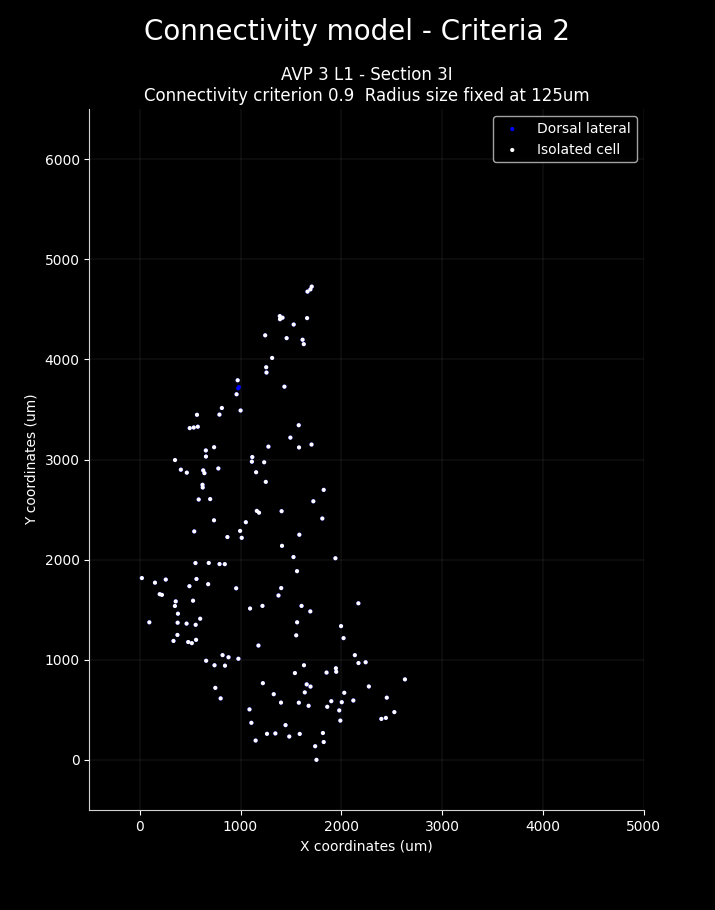 Connectivity model - Criteria 2
AVP 3 L1 - Section 3I
Connectivity criterion 0.9  Radius size fixed at 125um
Dorsal lateral
Isolated cell
6000
5000
4000
3000
2000
1000
0
Y coordinates (um)
0 1000 2000 3000 4000 5000
X coordinates (um)